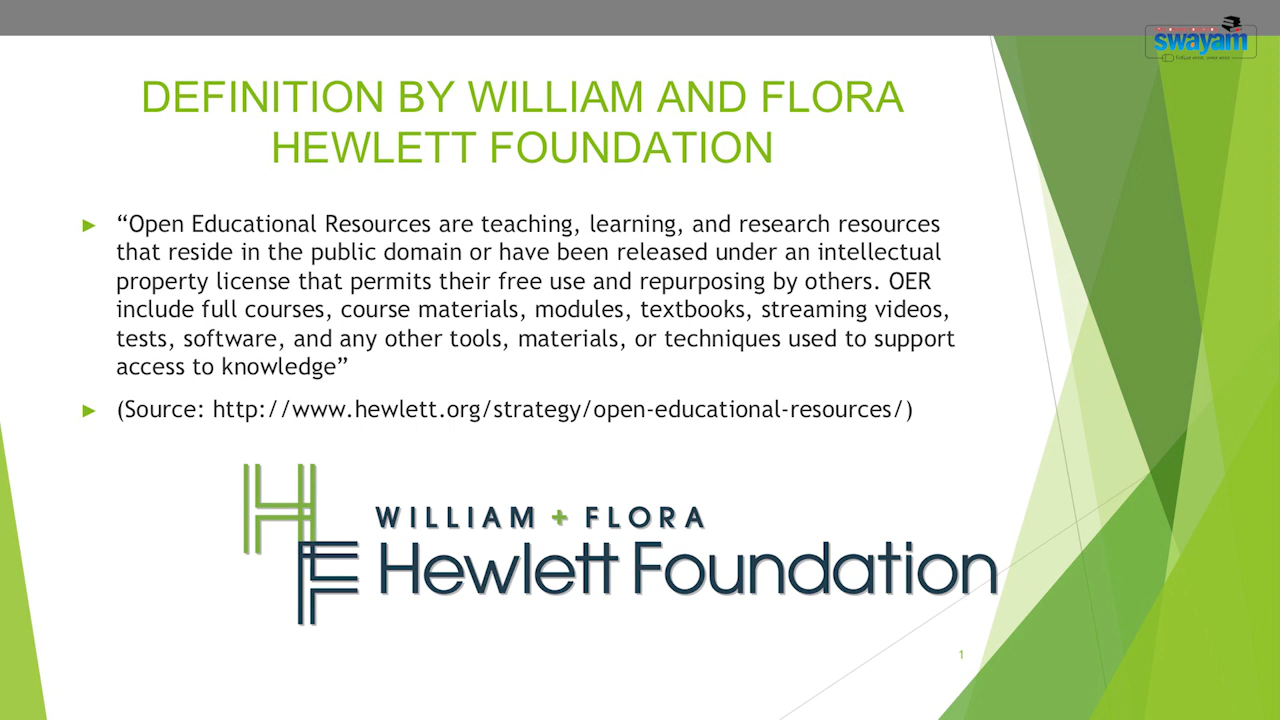 swayam
DEFINITION BY WILLIAM AND FLORA
HEWLETT FOUNDATION
“Open Educational Resources are teaching, learning, and research resources
that reside in the public domain or have been released under an intellectual
property license that permits their free use and repurposing by others. OER
include full courses, course materials, modules, textbooks, streaming videos,
tests, software, and any other tools, materials, or techniques used to support
access to knowledge”
(Source: http://www.hewlett.org/strategy/open-educational-resources/)
WILLIAM + FLORA
Hewlett Foundation
1